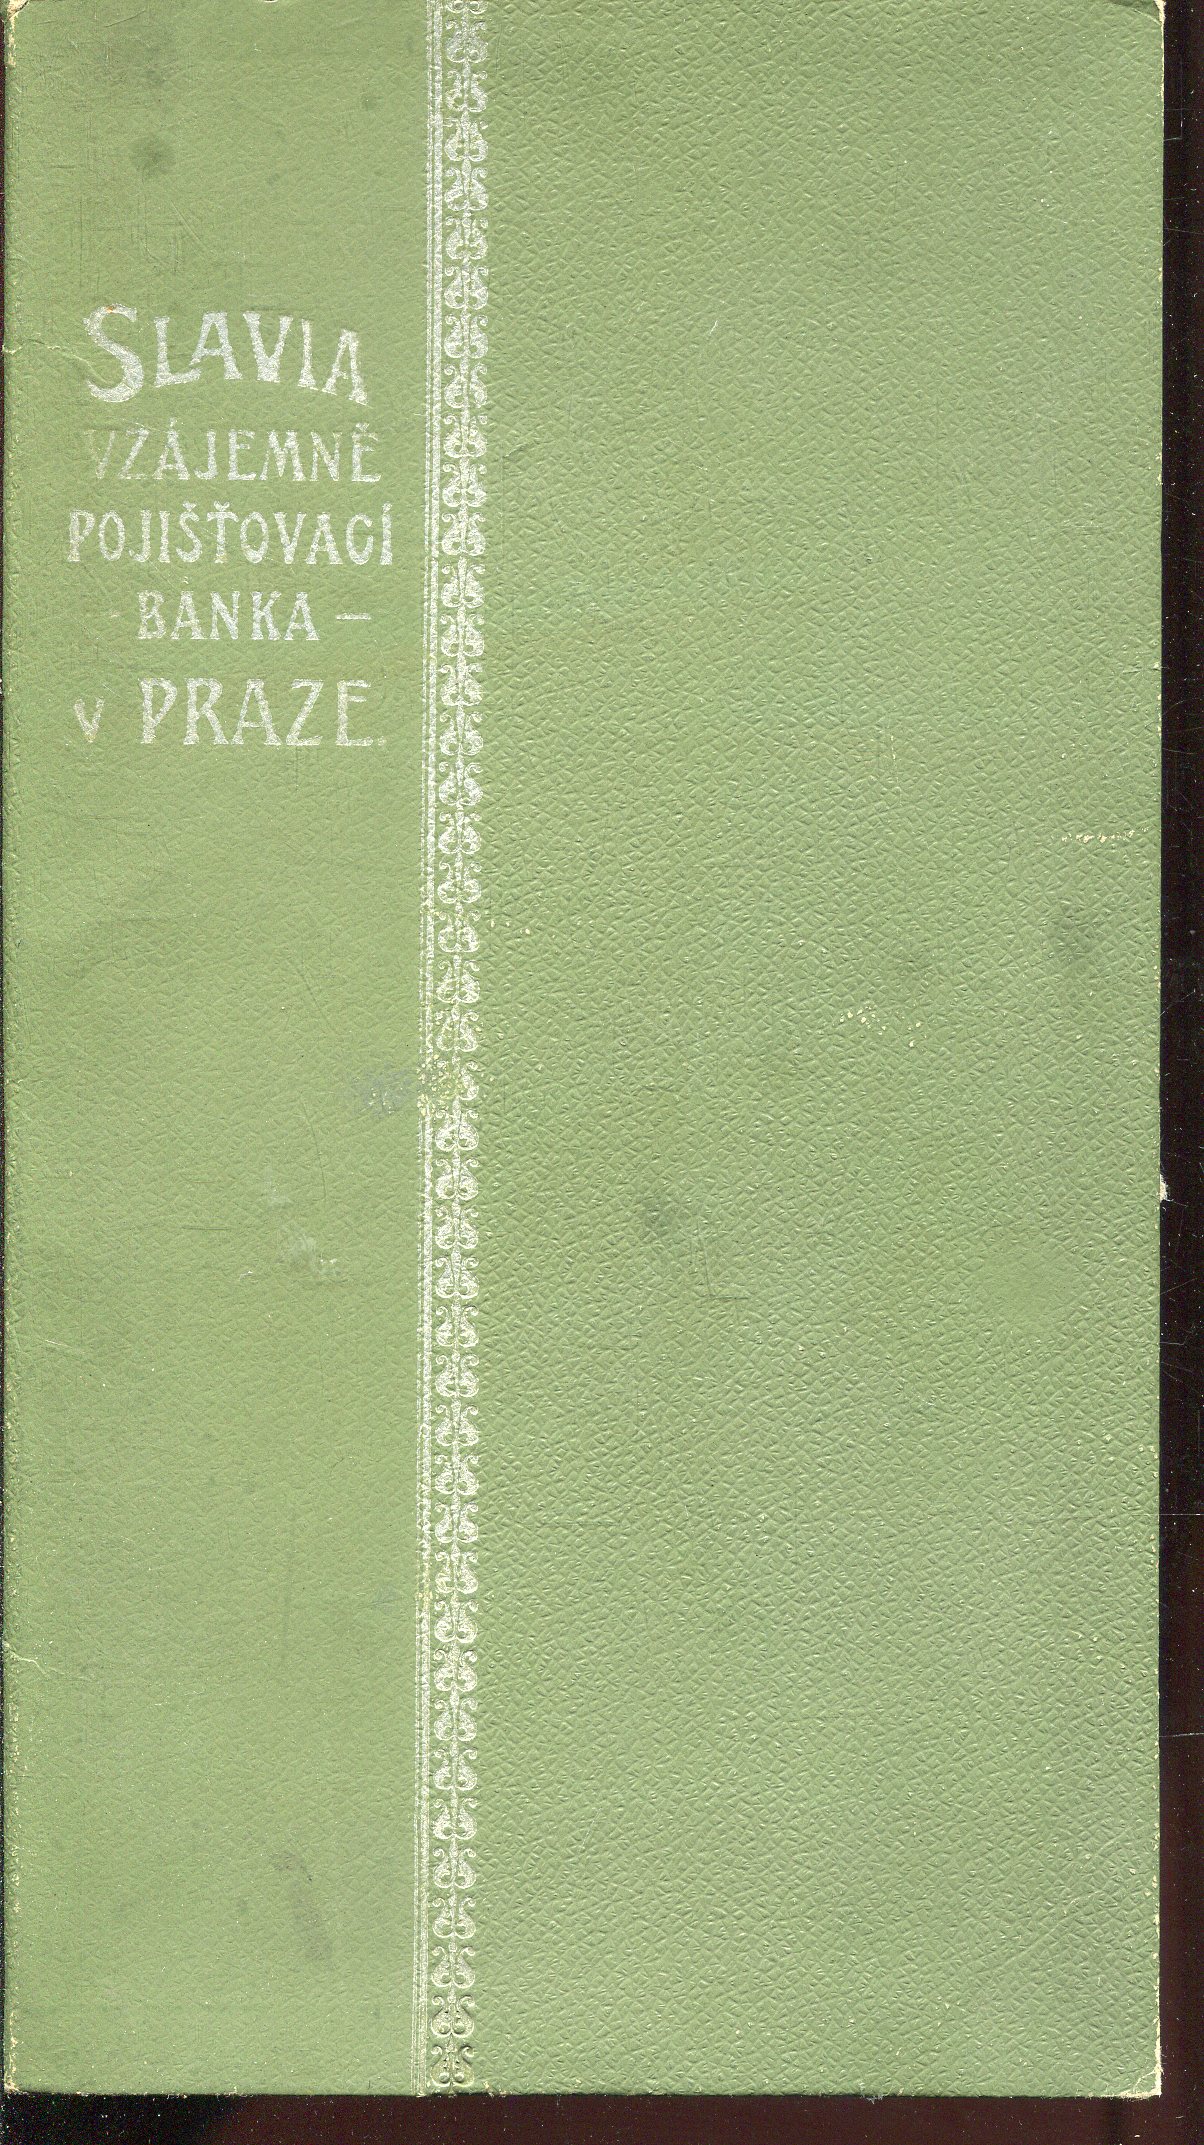 SLAVIA
VZÁJEMNĚ
POJIŠŤOVACÍ
- BANKA -
v PRAZE.